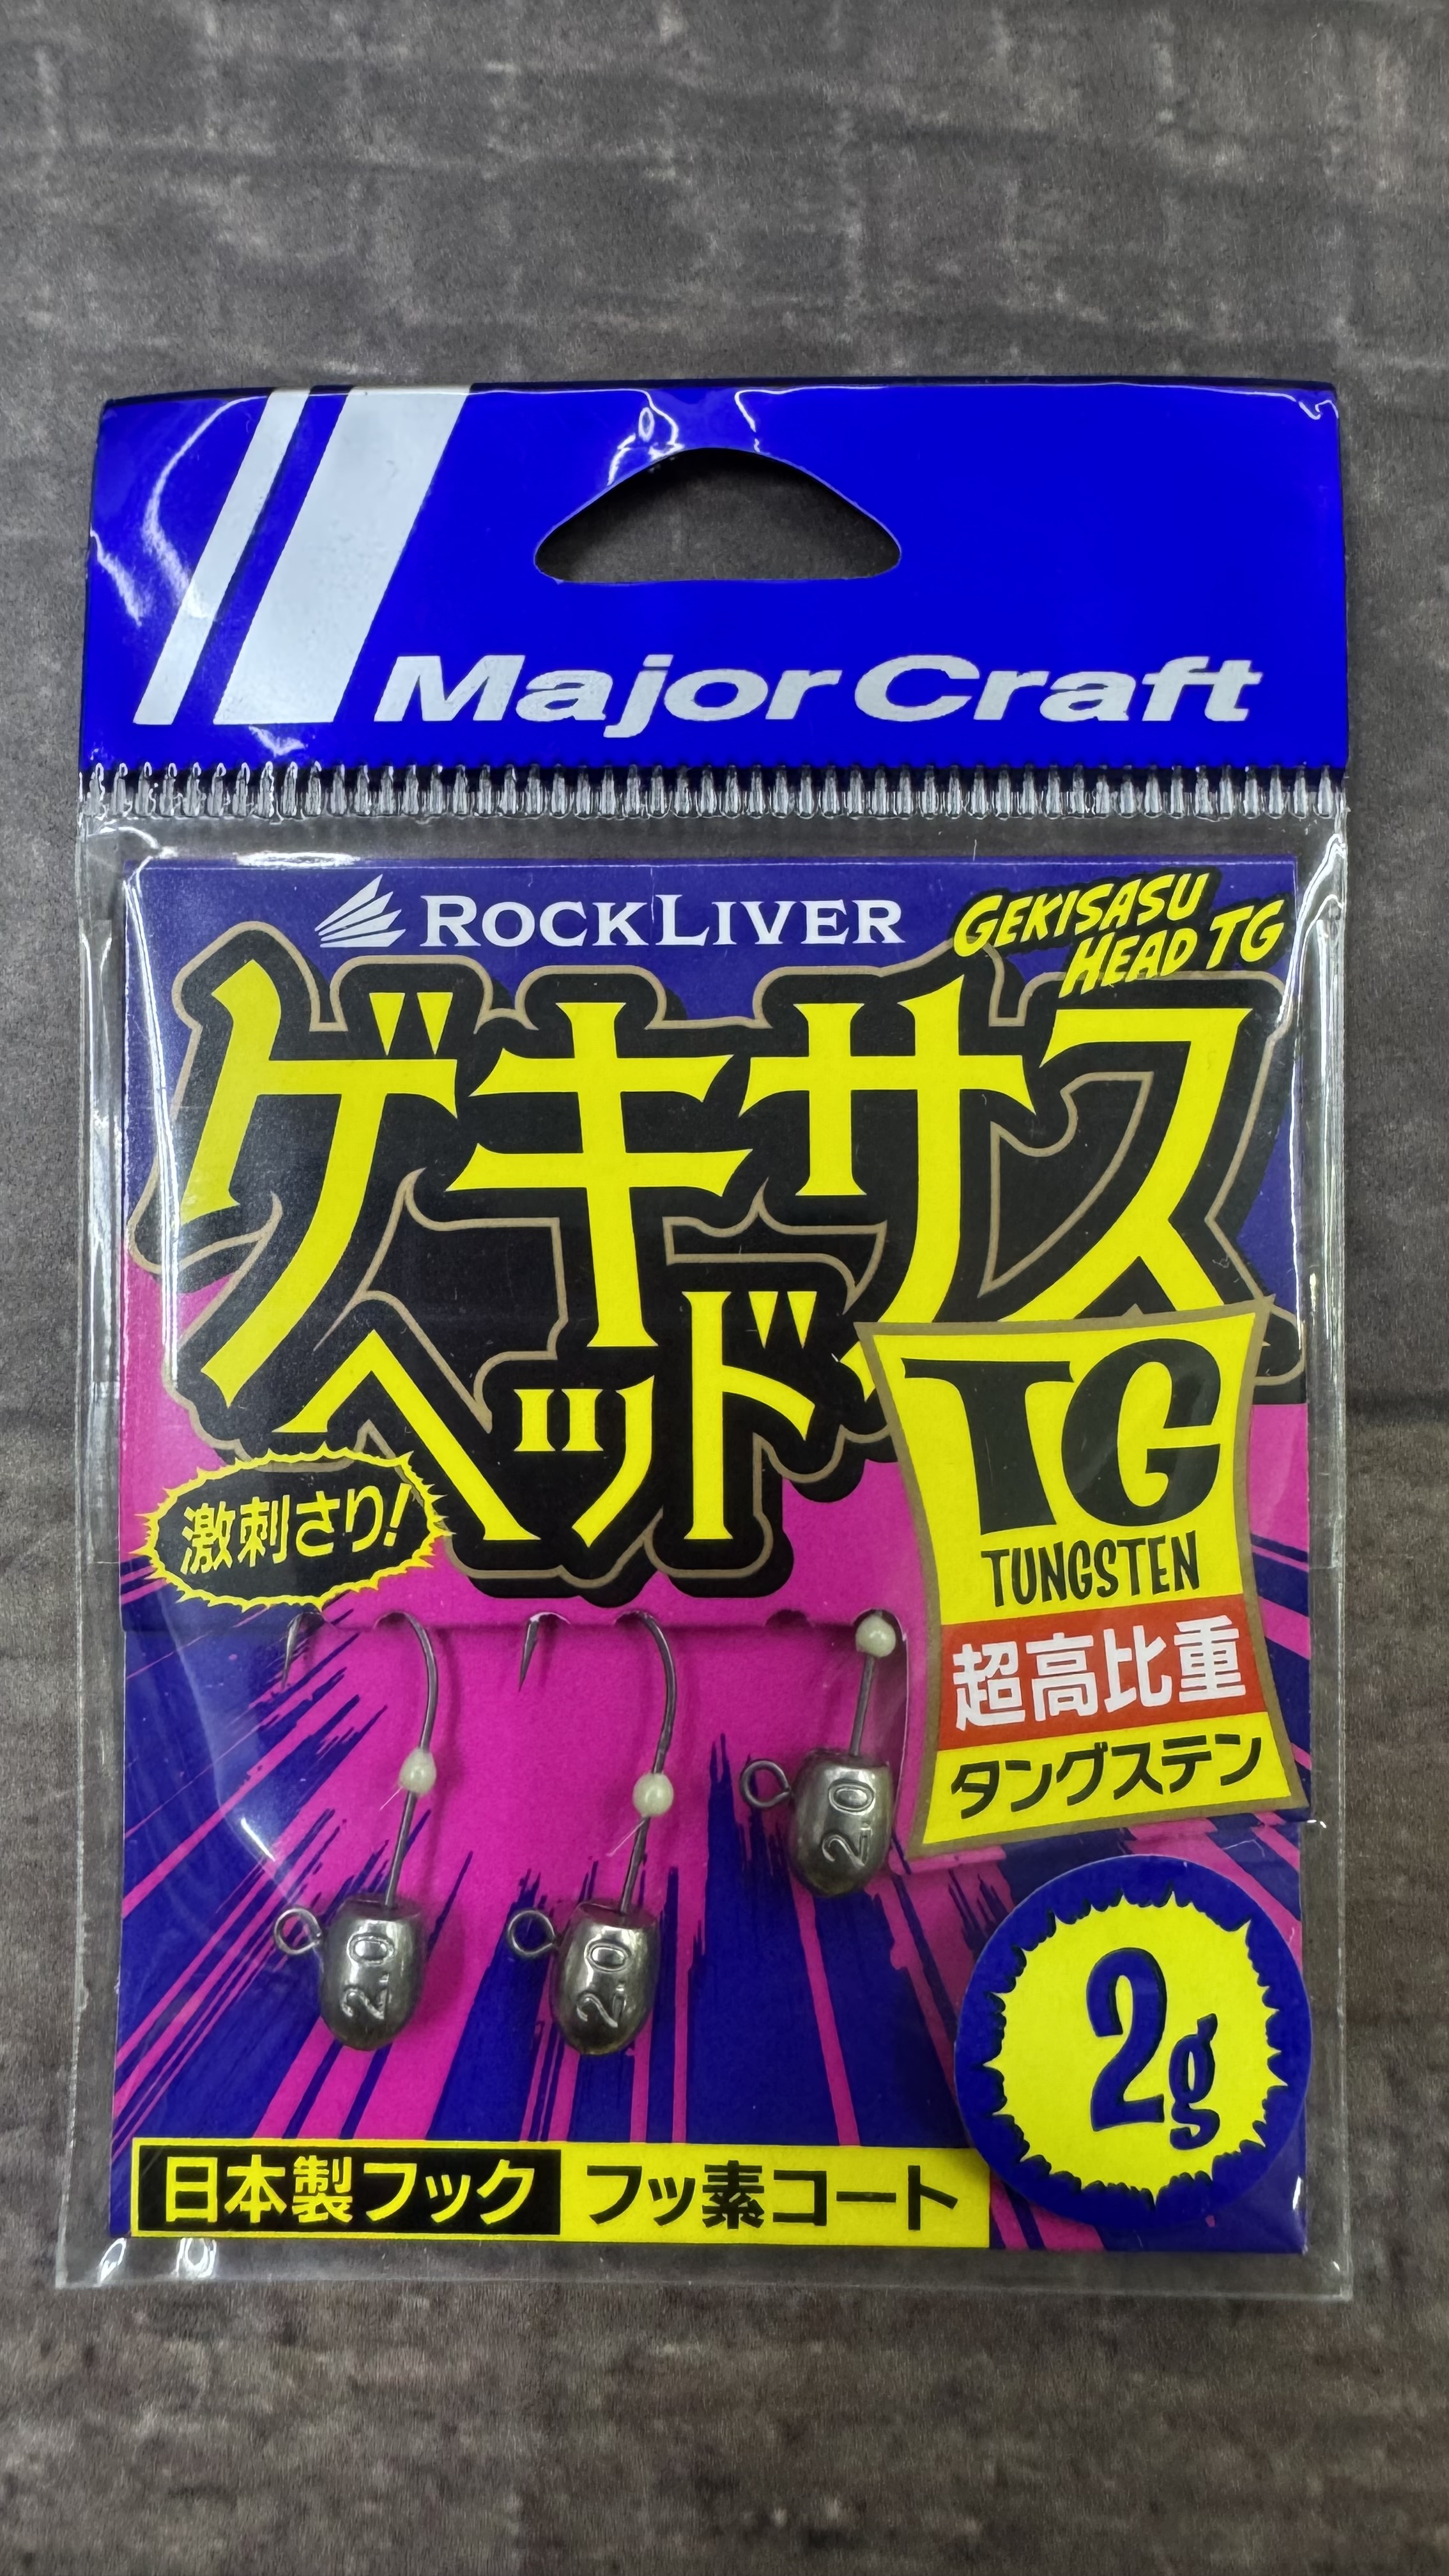 Major Craft
ROCKLIVER
GEKISASU
HEAD TG
ゲキサス
ヘッド
TG
TUNGSTEN
超高比重
タングステン
激刺さり!
2.0
2.0
2.0
2g
日本製フック フッ素コート